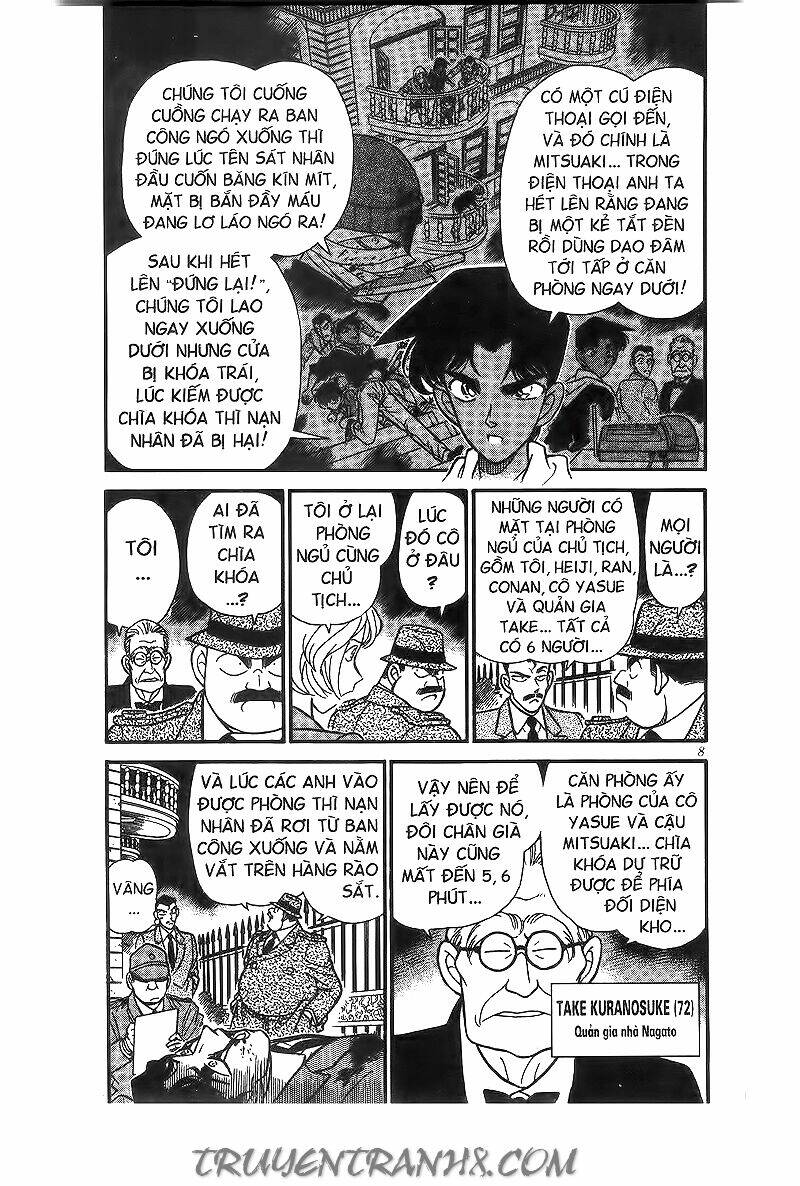 CÓ MỘT CÚ ĐIỆN
THOẠI GỌI ĐẾN,
VÀ ĐÓ CHÍNH LÀ
MITSUAKI... TRONG
ĐIỆN THOẠI ANH TA
HÉT LÊN RẰNG ĐANG
BỊ MỘT KẺ TẮT ĐÈN
RỒI DÙNG DAO ĐÂM
TỚI TẤP Ở CĂN
PHÒNG NGAY DƯỚI!
CHÚNG TÔI CUỐNG
CUỒNG CHẠY RA BAN
CÔNG NGÓ XUỐNG THÌ
ĐÚNG LÚC TÊN SÁT NHÂN
ĐẦU CUỐN BĂNG KÍN MÍT,
MẶT BỊ BẮN ĐẦY MÁU
ĐANG LƠ LÁO NGÓ RA!
SAU KHI HÉT
LÊN "ĐỨNG LẠI!",
CHÚNG TÔI LAO
NGAY XUỐNG
DƯỚI NHƯNG CỬA
BỊ KHÓA TRÁI,
LÚC KIẾM ĐƯỢC
CHÌA KHÓA THÌ NẠN
NHÂN ĐÃ BỊ HẠI!
MỌI
NGƯỜI
LÀ...?
NHỮNG NGƯỜI CÓ
MẶT TẠI PHÒNG
NGỦ CỦA CHỦ TỊCH,
GỒM TÔI, HEIJI, RAN,
CONAN, CÔ YASUE
VÀ QUẢN GIA
TAKE... TẤT CẢ
CÓ 6 NGƯỜI...
LÚC
ĐÓ CÔ
Ở ĐÂU
?
TÔI Ở LẠI
PHÒNG
NGỦ CÙNG
CHỦ
TỊCH...
AI ĐÃ
TÌM RA
CHÌA
KHÓA
...?
TÔI
...
8
CĂN PHÒNG ẤY
LÀ PHÒNG CỦA CÔ
YASUE VÀ CẬU
MITSUAKI... CHÌA
KHÓA DỰ TRỮ
ĐƯỢC ĐỂ PHÍA
ĐỐI DIỆN
KHO...
VẬY NÊN ĐỂ
LẤY ĐƯỢC NÓ,
ĐÔI CHÂN GIÀ
NÀY CŨNG
MẤT ĐẾN 5, 6
PHÚT...
TAKE KURANOSUKE (72)
Quản gia nhà Nagato
VÀ LÚC CÁC ANH VÀO
ĐƯỢC PHÒNG THÌ NẠN
NHÂN ĐÃ RƠI TỪ BAN
CÔNG XUỐNG VÀ NẰM
VẮT TRÊN HÀNG RÀO
SẮT.
VÂNG
...
TRUYENTRANH8.COM